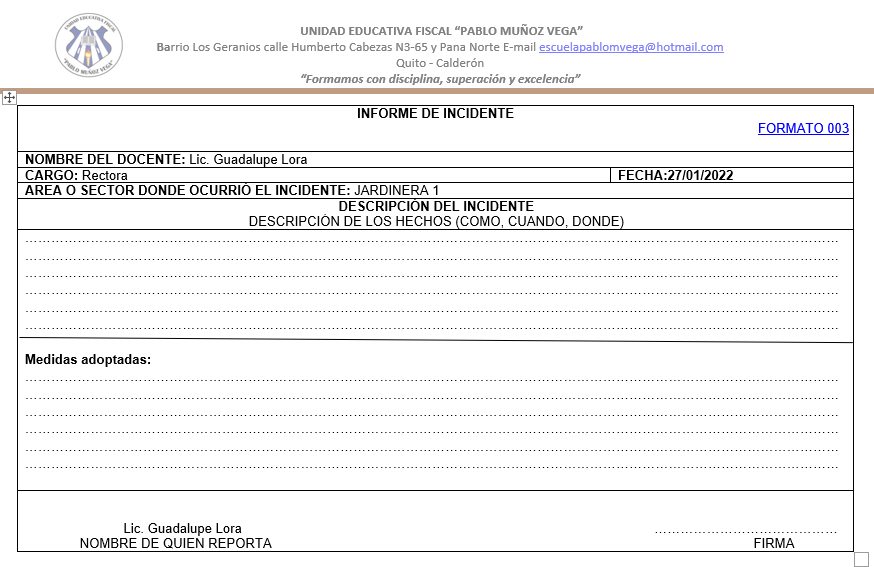 UNIDAD EDUCATIVA FISCAL
"PABLO MUÑOZ VEGA"
UNIDAD EDUCATIVA FISCAL “PABLO MUÑOZ VEGA”
Barrio Los Geranios calle Humberto Cabezas N3-65 y Pana Norte E-mail escuelapablomvega@hotmail.com
Quito - Calderón
“Formamos con disciplina, superación y excelencia”
INFORME DE INCIDENTE
FORMATO 003
NOMBRE DEL DOCENTE: Lic. Guadalupe Lora
CARGO: Rectora FECHA:27/01/2022
AREA O SECTOR DONDE OCURRIÓ EL INCIDENTE: JARDINERA 1
DESCRIPCIÓN DEL INCIDENTE
DESCRIPCIÓN DE LOS HECHOS (COMO, CUANDO, DONDE)
Medidas adoptadas:
Lic. Guadalupe Lora
NOMBRE DE QUIEN REPORTA FIRMA